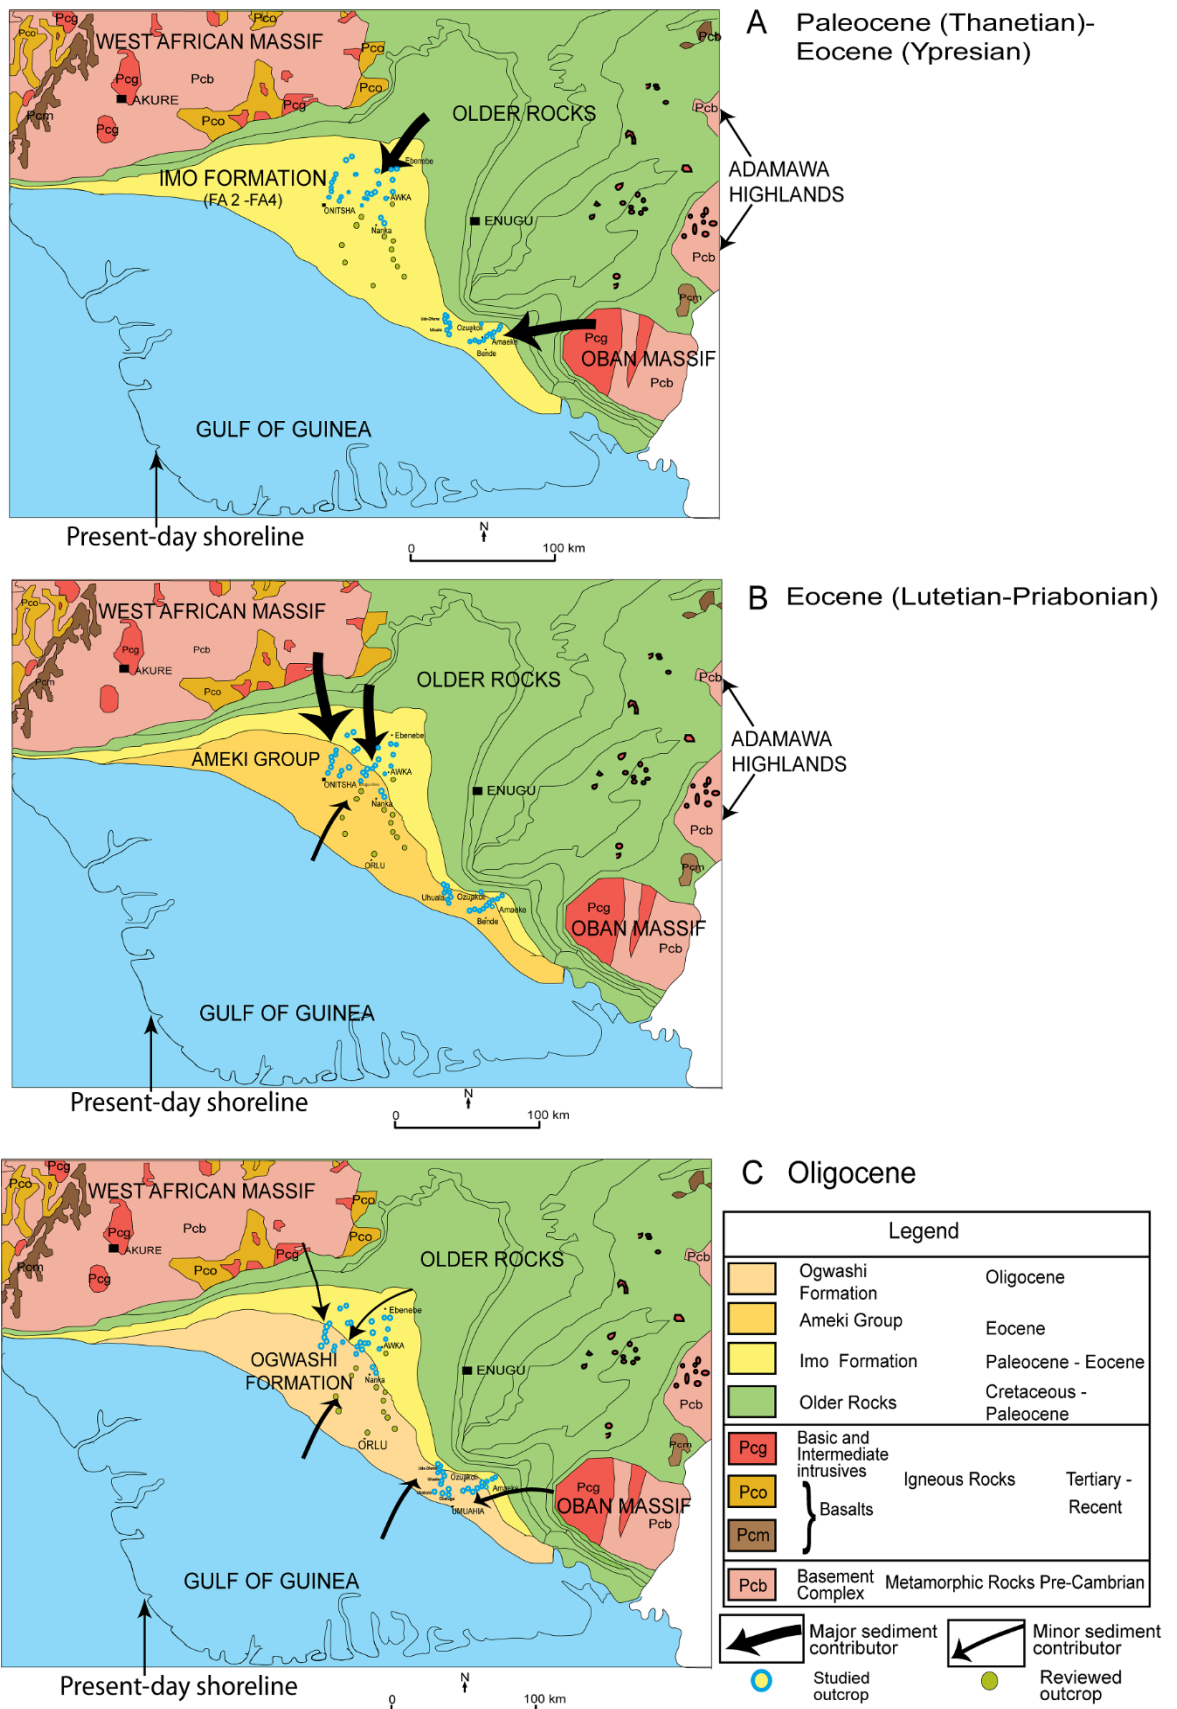 A Paleocene (Thanetian)-
Eocene (Ypresian)
Pcg
Pco
Pco
WEST AFRICAN MASSIF
Pco
Pcb
Pcg
Pcb
Pco
AKURE
Pcg
Pcb
OLDER ROCKS
Pcm
Pcg
Pco
ADAMAWA
HIGHLANDS
Ebenebe
IMO FORMATION
(FA 2 -FA4)
AWKA
ONITSHA
ENUGU
Nanka
Pcb
Pcm
Ozuakoli
Amaeke
Bende
Pcg
OBAN MASSIF
Pcb
GULF OF GUINEA
Present-day shoreline
N
0 100 km
B Eocene (Lutetian-Priabonian)
Pco
WEST AFRICAN MASSIF
Pcg
Pcb
AKURE
Pcm
Pco
OLDER ROCKS
Pcb
ADAMAWA
HIGHLANDS
Ebenebe
AMEKI GROUP
AWKA
ONITSHA
ENUGU
Nanka
Pcb
ORLU
Pcm
Uhuala
Ozuakoli
Amaeke
Bende
Pcg
OBAN MASSIF
Pcb
GULF OF GUINEA
Present-day shoreline
N
0 100 km
C Oligocene
Pcg
Pco
WEST AFRICAN MASSIF
Pco
Pcg
Pcb
Pco
AKURE
Pcg
Pcm
Pco
Pcg
OLDER ROCKS
Pcb
Ebenebe
AWKA
OGWASHI
FORMATION
Nanka
ENUGU
Pcb
ORLU
Pcm
Ozuakoli
Amaeke
UMUAHIA
Pcg
OBAN MASSIF
Pcb
GULF OF GUINEA
Present-day shoreline
N
0 100 km
Legend
Ogwashi
Formation
Oligocene
Ameki Group
Eocene
Imo Formation
Paleocene - Eocene
Older Rocks
Cretaceous -
Paleocene
Pcg
Basic and
Intermediate
intrusives
Pco
Pcm
Basalts
Igneous Rocks
Tertiary -
Recent
Pcb
Basement
Complex
Metamorphic Rocks Pre-Cambrian
Major sediment
contributor
Minor sediment
contributor
Studied
outcrop
Reviewed
outcrop